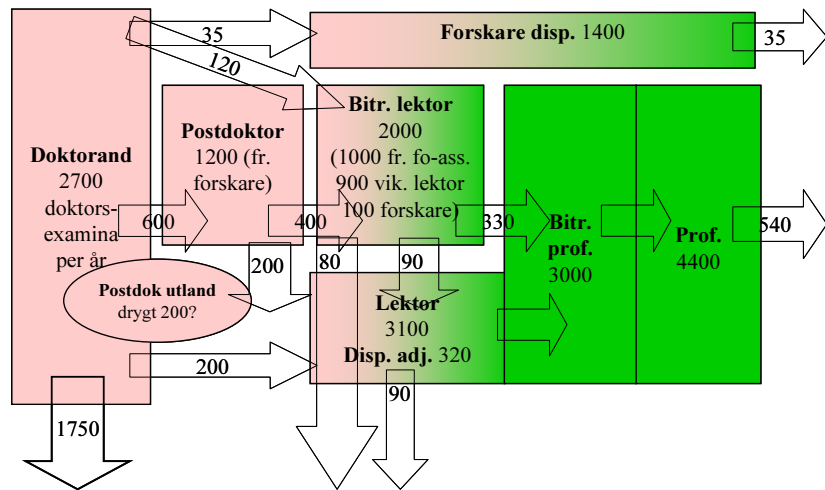 35
Forskare disp. 1400
35
120
Doktorand
2700
doktors-
examina
per år
Postdoktor
1200 (fr.
forskare)
Bitr. lektor
2000
(1000 fr. fo-ass.
900 vik. lektor
100 forskare)
600
400
330
Bitr.
prof.
3000
Prof.
4400
540
200
80
90
Postdok utland
drygt 200?
Lektor
3100
Disp. adj. 320
200
90
1750